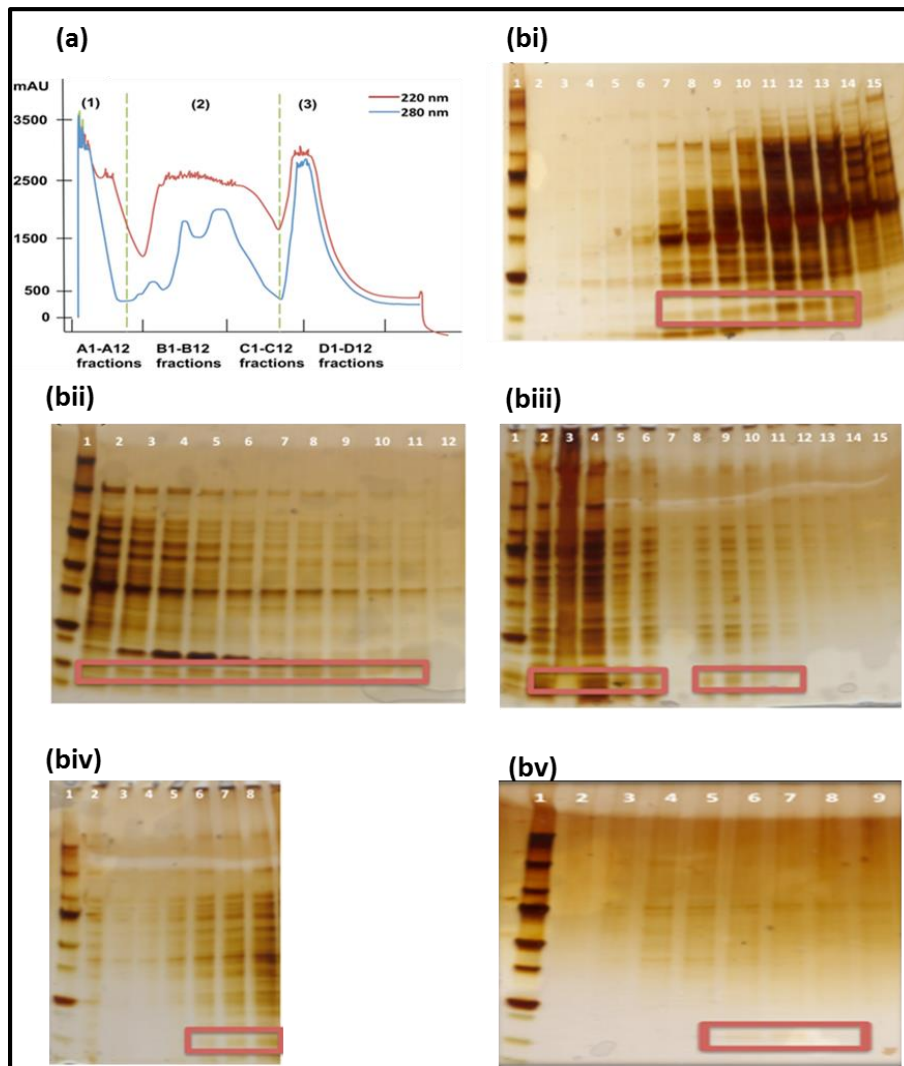 (a)
mAU
(1)
(2)
(3)
220 nm
280 nm
3500
2500
1500
500
0
A1-A12 fractions
B1-B12 fractions
C1-C12 fractions
D1-D12 fractions
(bi)
1 2 3 4 5 6 7 8 9 10 11 12 13 14 15
(bii)
1 2 3 4 5 6 7 8 9 10 11 12
(biii)
1 2 3 4 5 6 7 8 9 10 11 12 13 14 15
(biv)
1 2 3 4 5 6 7 8
(bv)
1 2 3 4 5 6 7 8 9